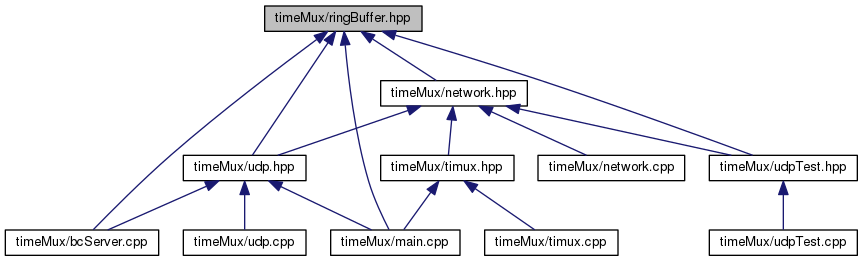 timeMux/ringBuffer.hpp
timeMux/network.hpp
timeMux/udp.hpp
timeMux/timux.hpp
timeMux/network.cpp
timeMux/udpTest.hpp
timeMux/bcServer.cpp
timeMux/udp.cpp
timeMux/main.cpp
timeMux/timux.cpp
timeMux/udpTest.cpp